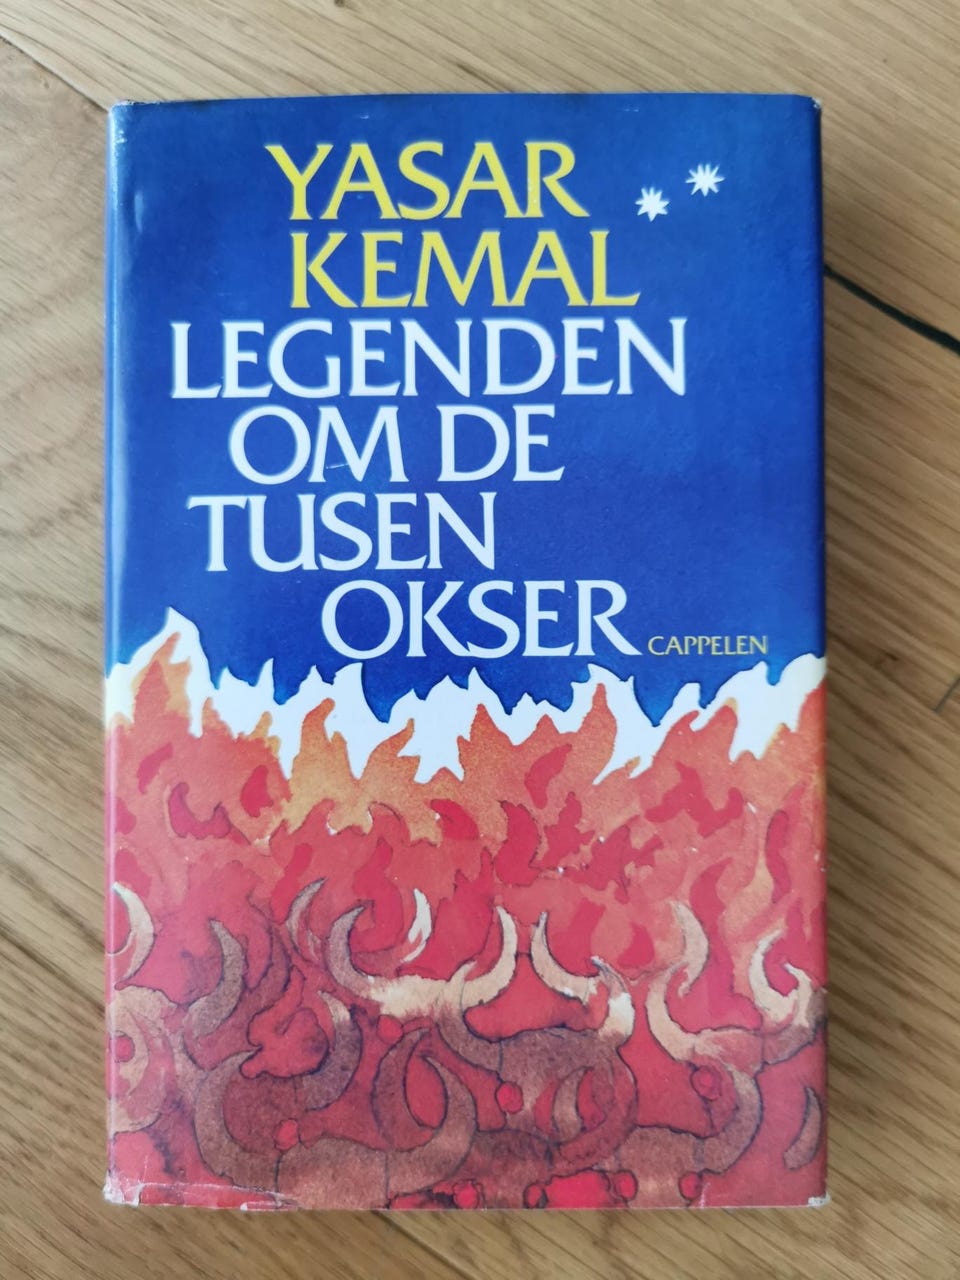 YASAR
KEMAL
LEGENDEN
OM DE
TUSEN
OKSER
CAPPELEN